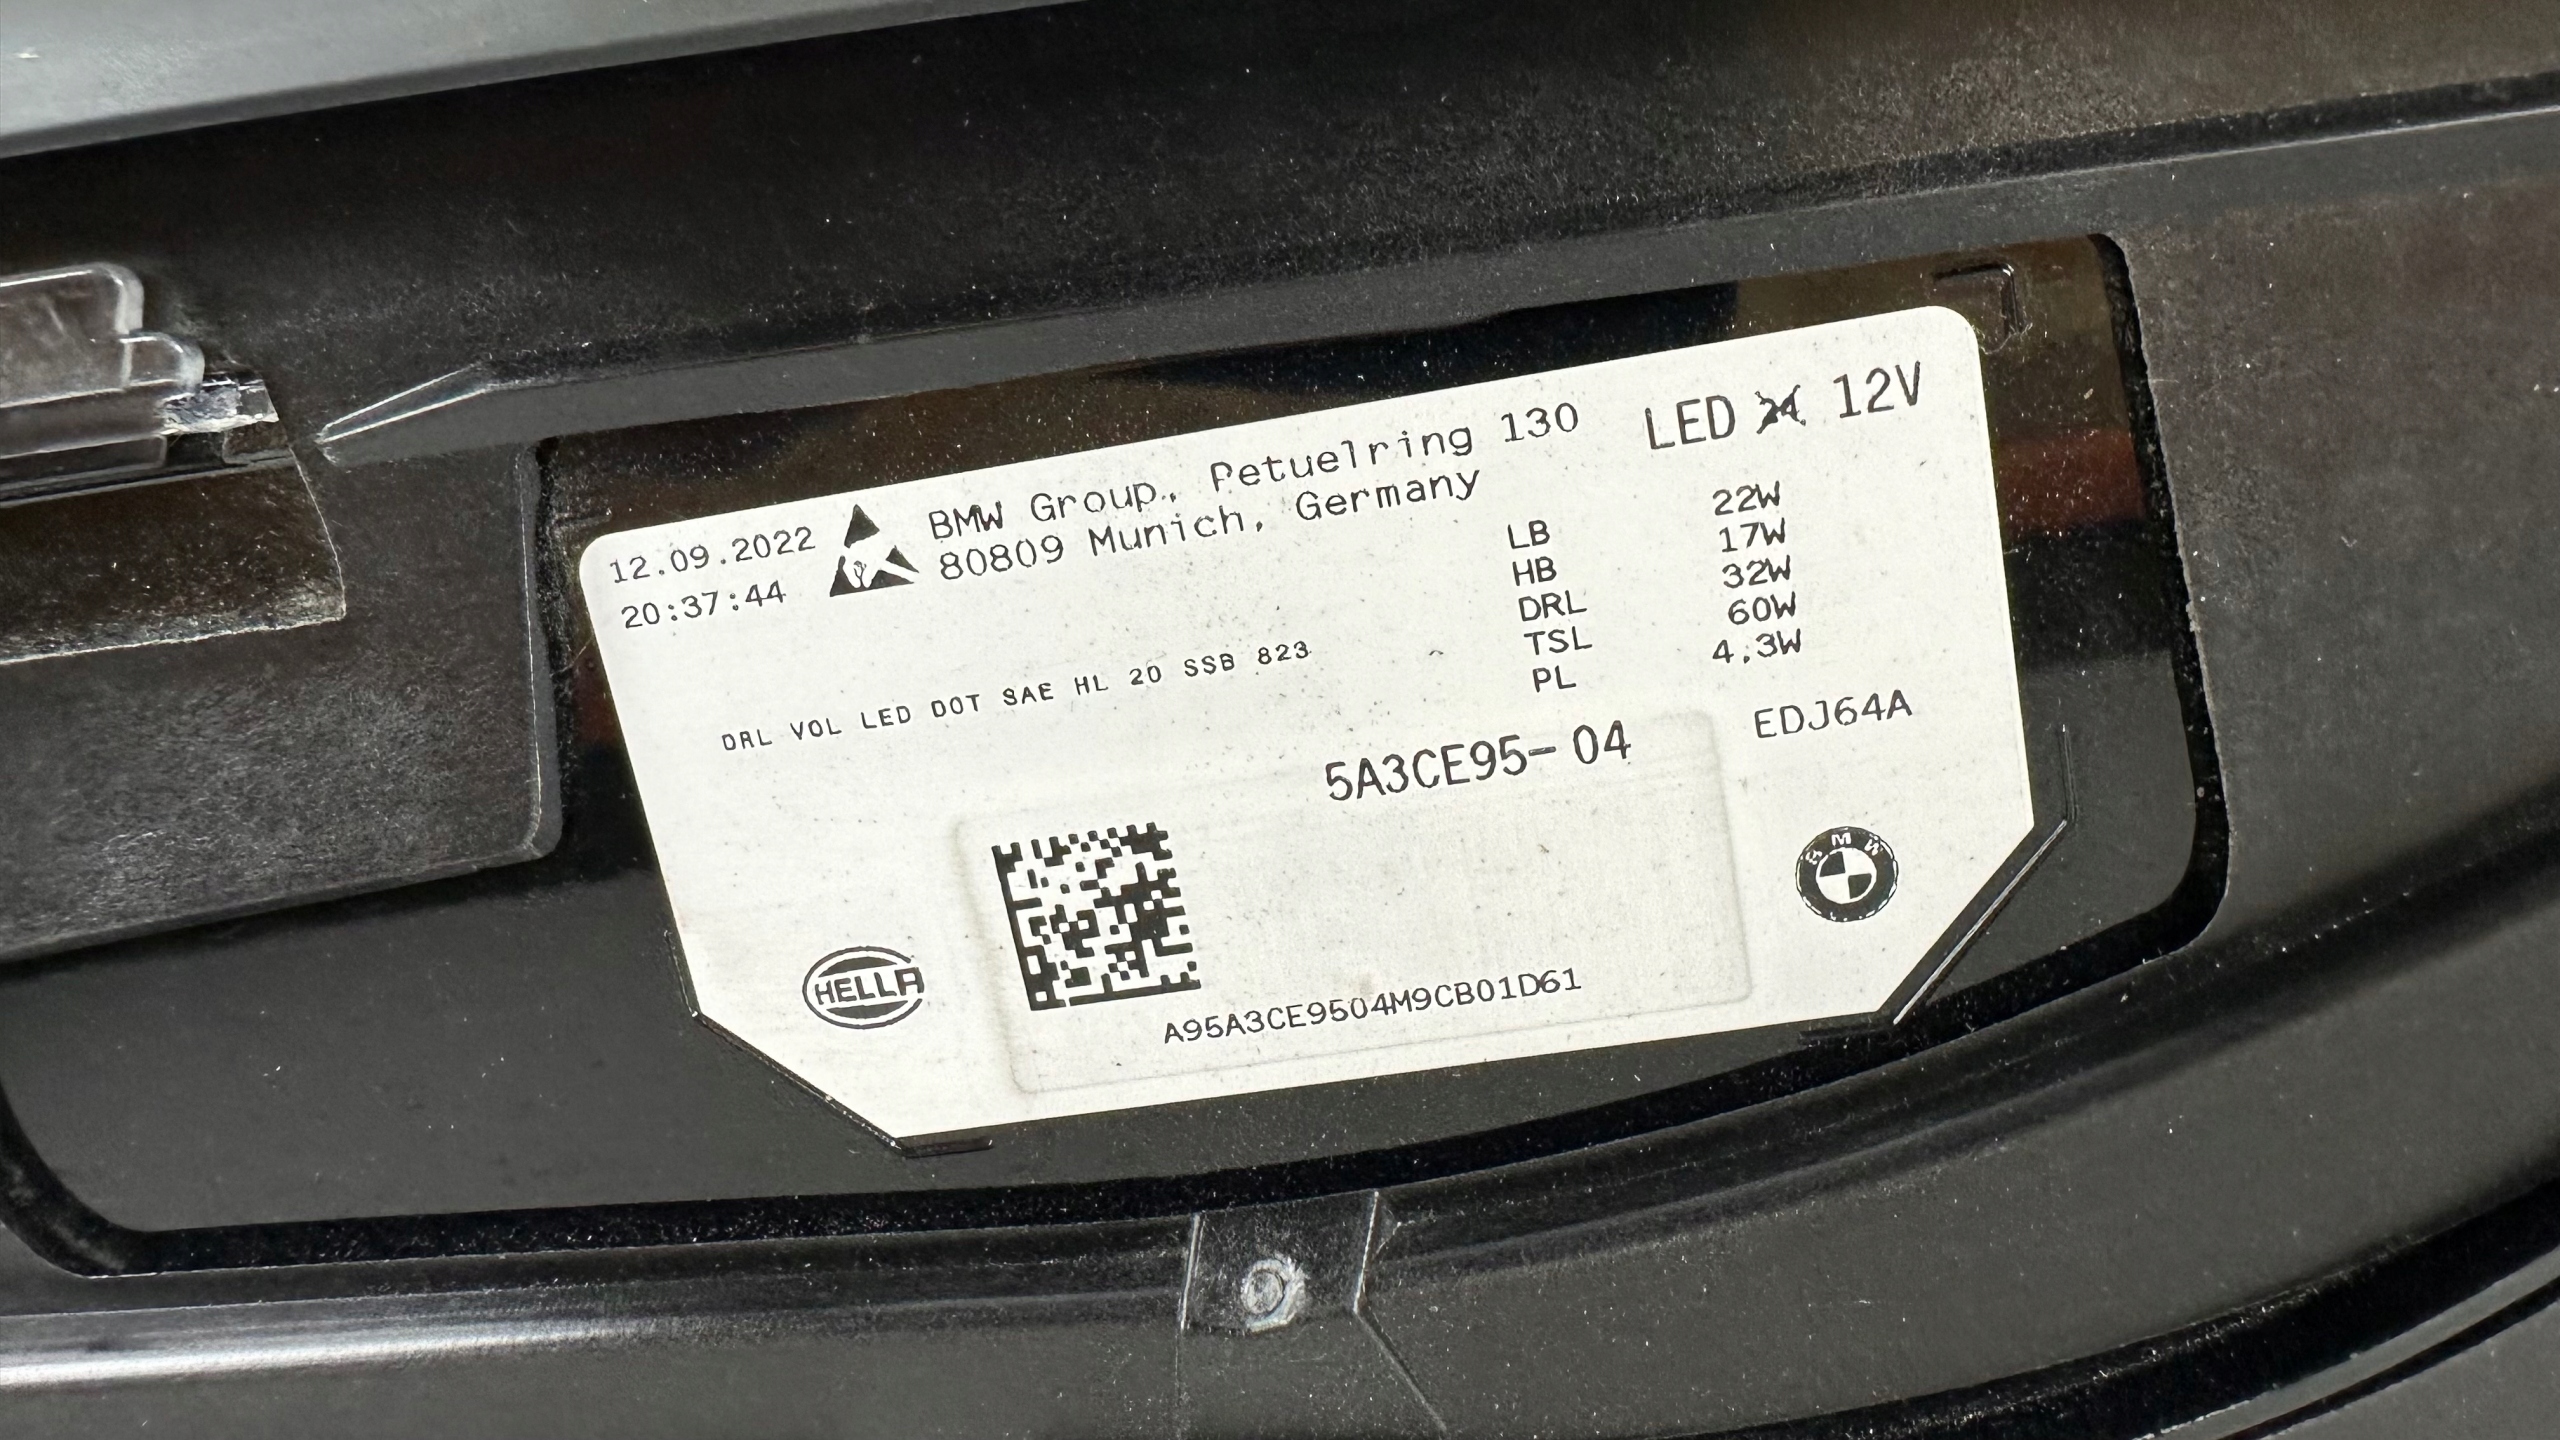 12.09.2022
20:37:44
BMW Group., Petuelring 130
80809 Munich, Germany
LED 12V
LB 22W
HB 17W
DRL 32W
TSL 60W
PL 4.3W
DRL VOL LED DOT SAE HL 20 SSB 823
5A3CE95-04
EDJ64A
HELLA
BMW
A95A3CE9504M9CB01D61